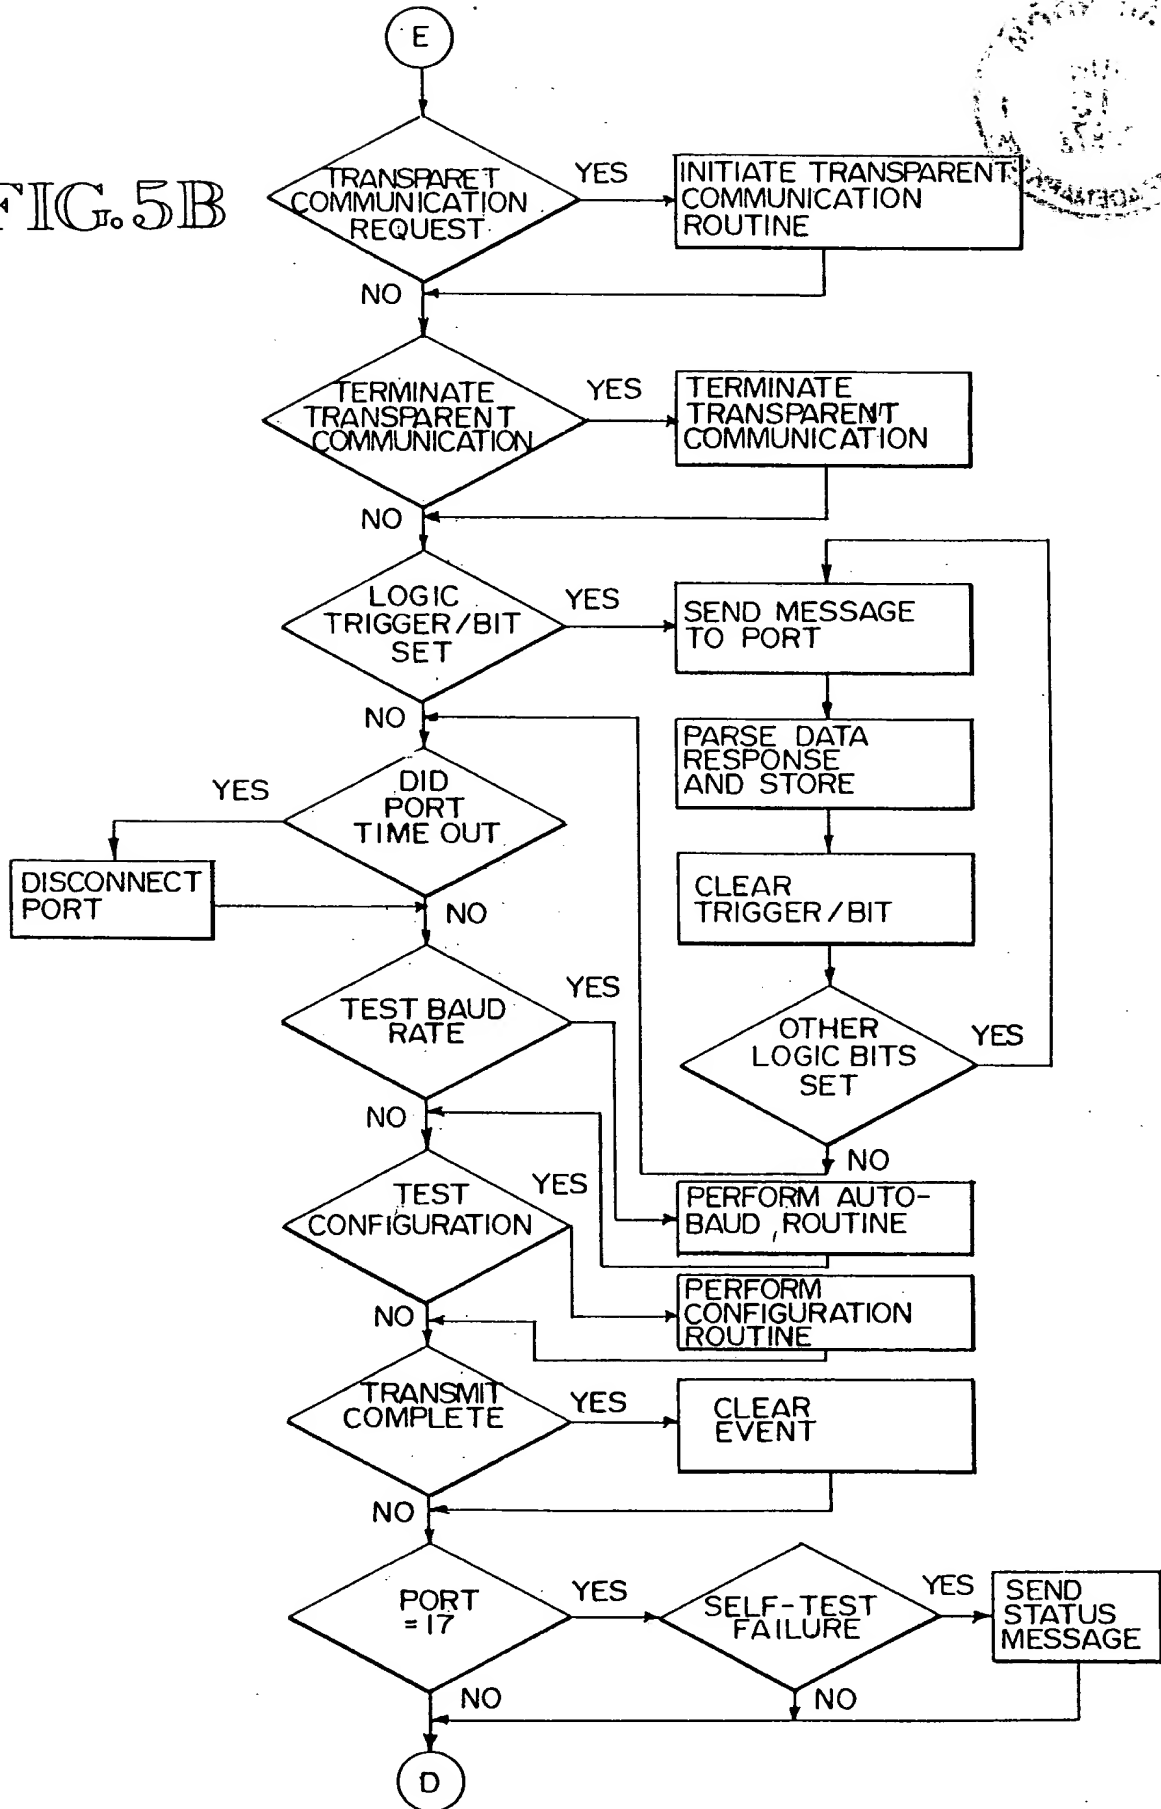 E
FIG. 5B
TRANSPARET
COMMUNICATION
REQUEST
YES
INITIATE TRANSPARENT
COMMUNICATION
ROUTINE
NO
TERMINATE
TRANSPARENT
COMMUNICATION
YES
TERMINATE
TRANSPARENT
COMMUNICATION
NO
LOGIC
TRIGGER/BIT
SET
YES
SEND MESSAGE
TO PORT
NO
PARSE DATA
RESPONSE
AND STORE
DID
PORT
TIME OUT
YES
DISCONNECT
PORT
NO
CLEAR
TRIGGER/BIT
TEST BAUD
RATE
YES
OTHER
LOGIC BITS
SET
YES
NO
NO
TEST
CONFIGURATION
YES
PERFORM AUTO-
BAUD, ROUTINE
NO
PERFORM
CONFIGURATION
ROUTINE
TRANSMIT
COMPLETE
YES
CLEAR
EVENT
NO
PORT
=17
YES
SELF-TEST
FAILURE
YES
SEND
STATUS
MESSAGE
NO
NO
D